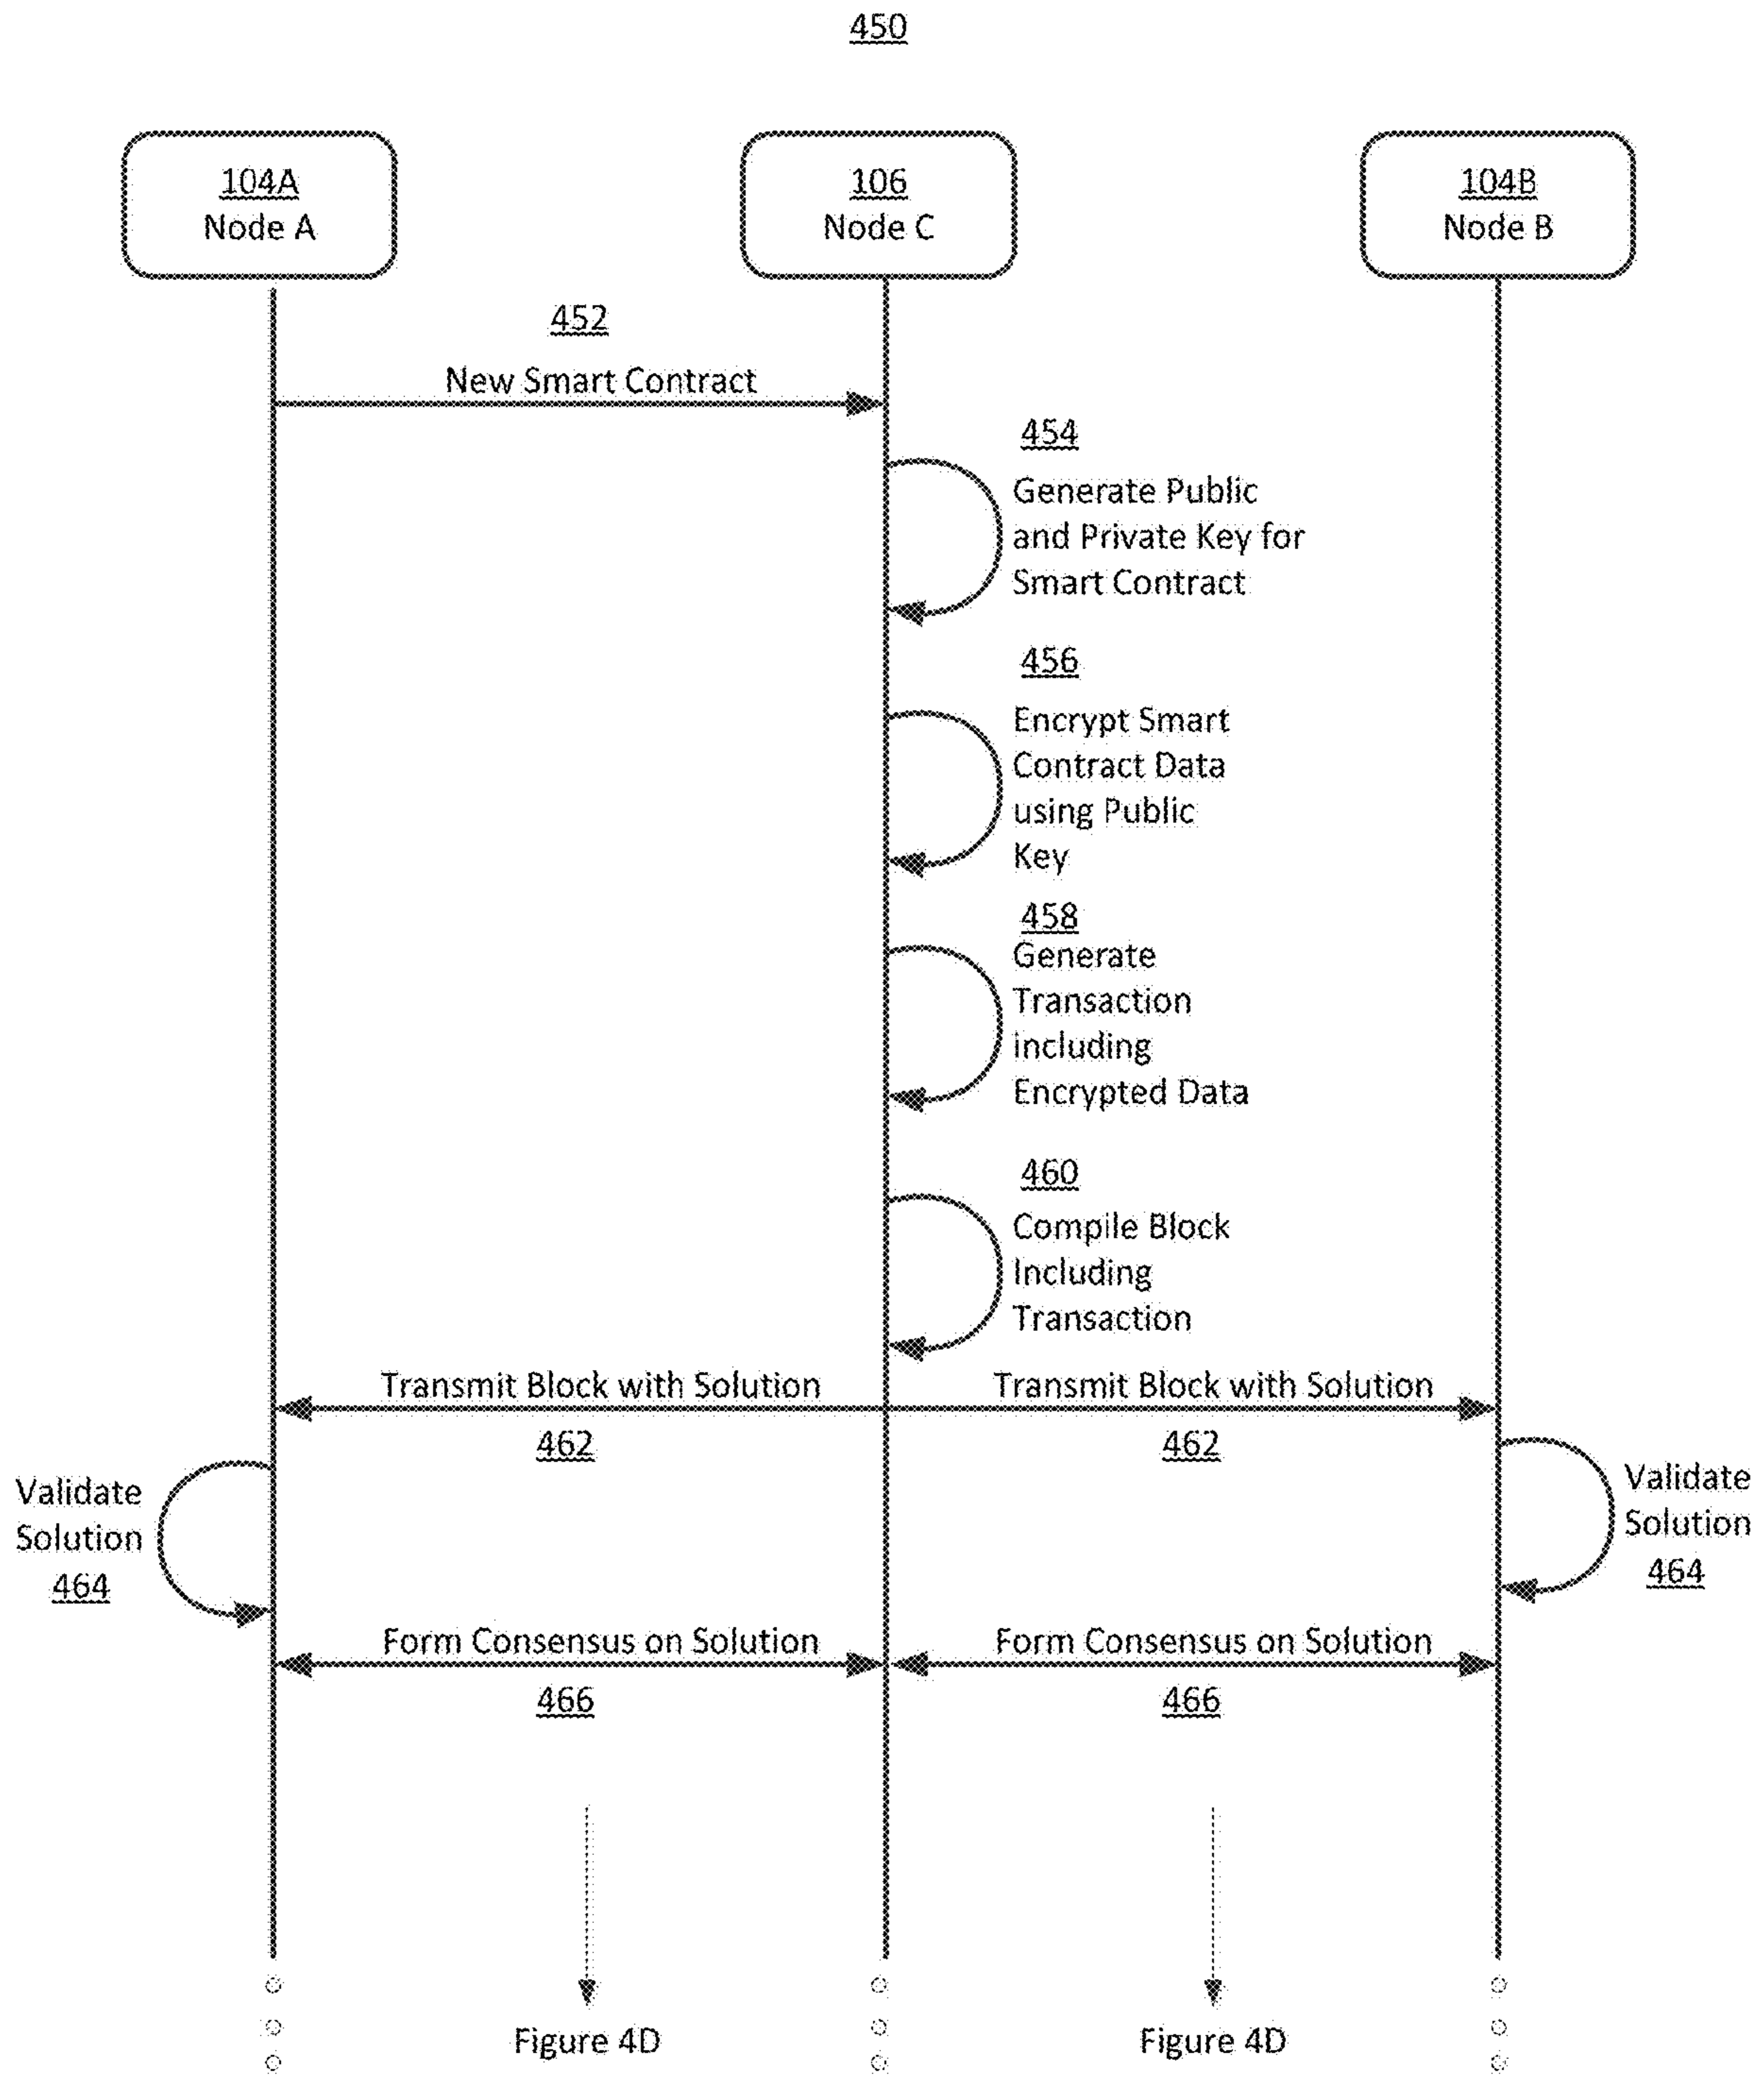 450
104A
Node A
106
Node C
104B
Node B
452
New Smart Contract
454
Generate Public
and Private Key for
Smart Contract
456
Encrypt Smart
Contract Data
using Public
Key
458
Generate
Transaction
including
Encrypted Data
460
Compile Block
Including
Transaction
Transmit Block with Solution
462
Transmit Block with Solution
462
Validate
Solution
464
Validate
Solution
464
Form Consensus on Solution
466
Form Consensus on Solution
466
Figure 4D
Figure 4D